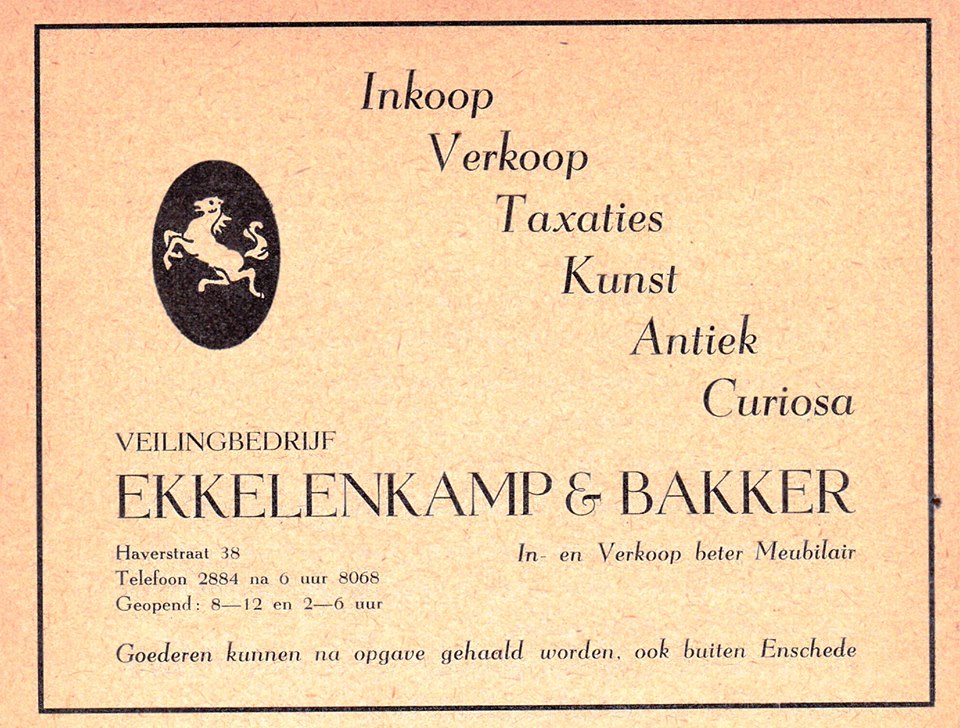 Inkoop
Verkoop
Taxaties
Kunst
Antiek
Curiosa
VEILINGBEDRIJF
EKKELENKAMP & BAKKER
Haverstraat 38
In- en Verkoop beter Meubilair
Telefoon 2884 na 6 uur 8068
Geopend: 8—12 en 2—6 uur
Goederen kunnen na opgave gehaald worden, ook buiten Enschede